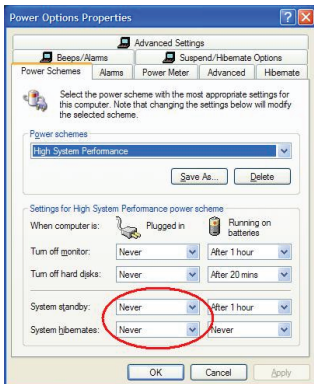 Power Options Properties
Advanced Settings
Beeps/Alarms Suspend/Hibernate Options
Power Schemes Alarms Power Meter Advanced Hibernate
Select the power scheme with the most appropriate settings for
this computer. Note that changing the settings below will modify
the selected scheme.
Power schemes
High System Performance
Save As... Delete
Settings for High System Performance power scheme
When computer is: Plugged in Running on
batteries
Turn off monitor: Never After 1 hour
Turn off hard disks: Never After 20 mins
System standby: Never After 1 hour
System hibernates: Never Never
OK Cancel Apply